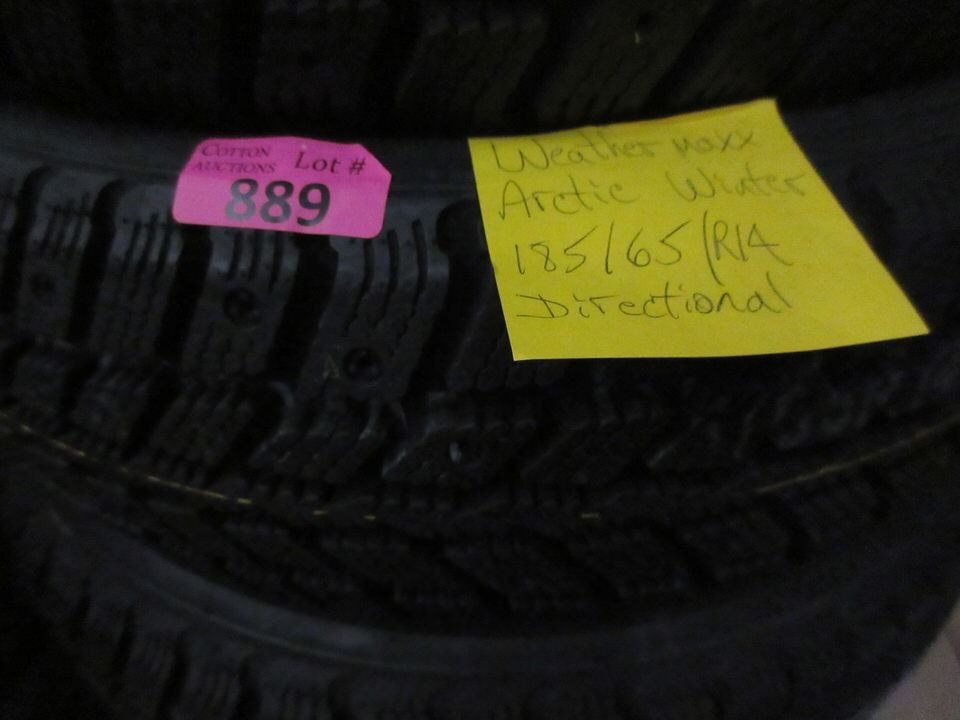 COTTON
AUCTIONS
Lot #
889
Weather maxx
Arctic Winter
185/65/R14
Directional